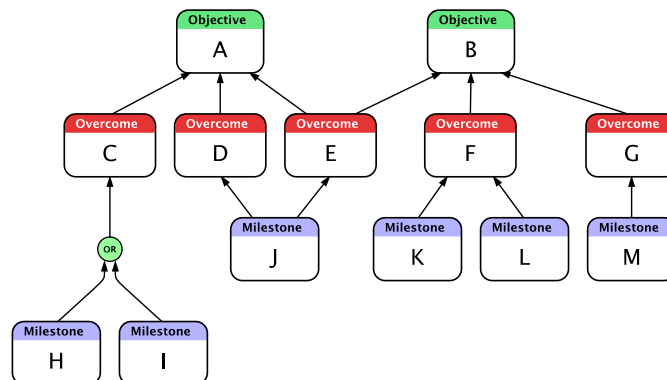 Objective
A
Objective
B
Overcome
C
Overcome
D
Overcome
E
Overcome
F
Overcome
G
Milestone
J
Milestone
K
Milestone
L
Milestone
M
OR
Milestone
H
Milestone
I